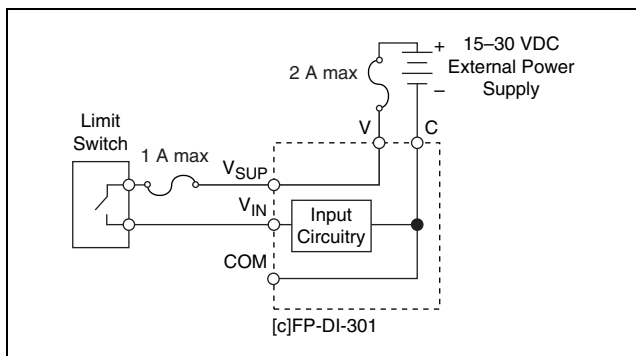 +
15–30 VDC
External Power
Supply
–
2 A max
V
C
Limit
Switch
1 A max
VSUP
VIN
Input
Circuitry
COM
[c]FP-DI-301